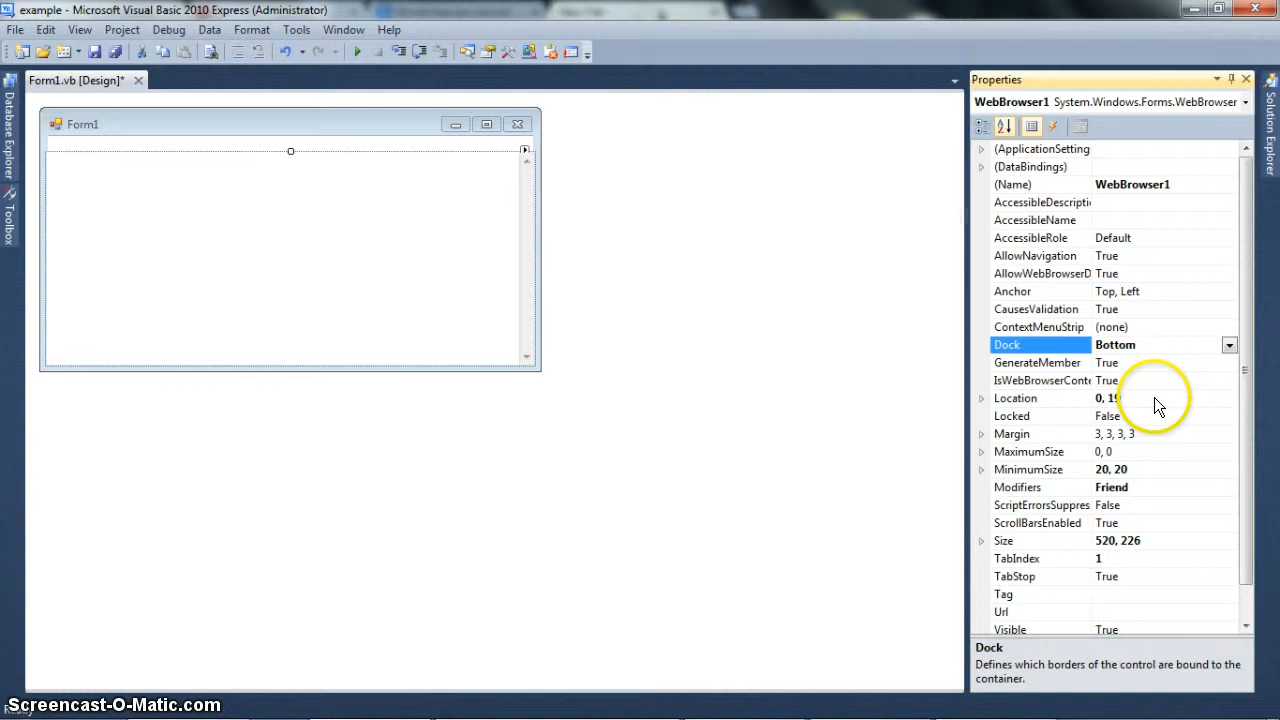 example - Microsoft Visual Basic 2010 Express (Administrator)
File Edit View Project Debug Data Format Tools Window Help
Form1.vb [Design]*
Database Explorer
Toolbox
Form1
Properties
WebBrowser1 System.Windows.Forms.WebBrowser
(ApplicationSetting
(DataBindings)
(Name) WebBrowser1
AccessibleDescripti
AccessibleName
AccessibleRole Default
AllowNavigation True
AllowWebBrowserD True
Anchor Top, Left
CausesValidation True
ContextMenuStrip (none)
Dock Bottom
GenerateMember True
IsWebBrowserConte True
Location 0, 19
Locked False
Margin 3, 3, 3, 3
MaximumSize 0, 0
MinimumSize 20, 20
Modifiers Friend
ScriptErrorsSuppres False
ScrollBarsEnabled True
Size 520, 226
TabIndex 1
TabStop True
Tag
Url
Visible True
Dock
Defines which borders of the control are bound to the
container.
Solution Explorer
Screencast-O-Matic.com